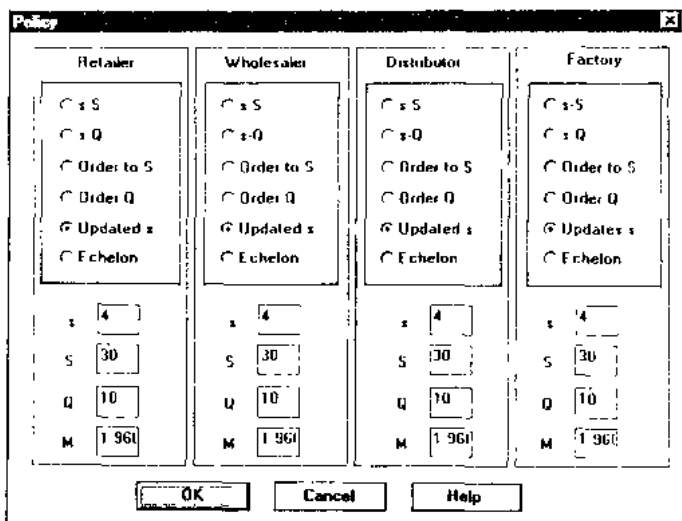 Policy
Retailer Wholesaler Distributor Factory
s S s-S s S s-S
s Q s-Q s-Q s Q
Order to S Order to S Order to S Order to S
Order Q Order Q Order Q Order Q
Updated s Updated s Updated s Updates s
Echelon Echelon Echelon Echelon
s 4 s 4 s 4 s 4
S 30 S 30 S 30 S 30
Q 10 Q 10 Q 10 Q 10
M 1 960 M 1 960 M 1 960 M 1 960
OK Cancel Help